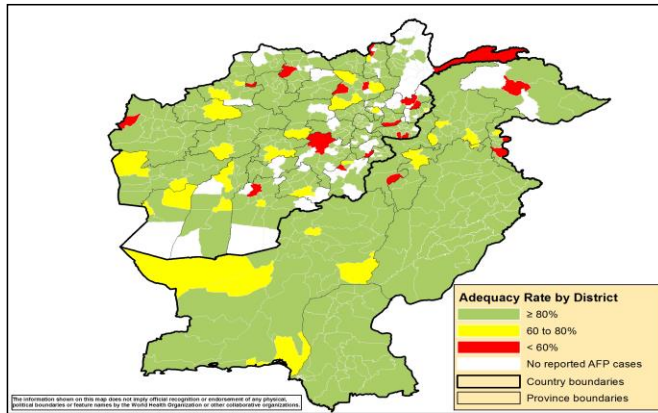 Adequacy Rate by District
≥ 80%
60 to 80%
< 60%
No reported AFP cases
Country boundaries
Province boundaries
The information shown on this map does not imply official recognition or endorsement of any physical,
political boundaries or feature names by the World Health Organization or other collaborative organizations.